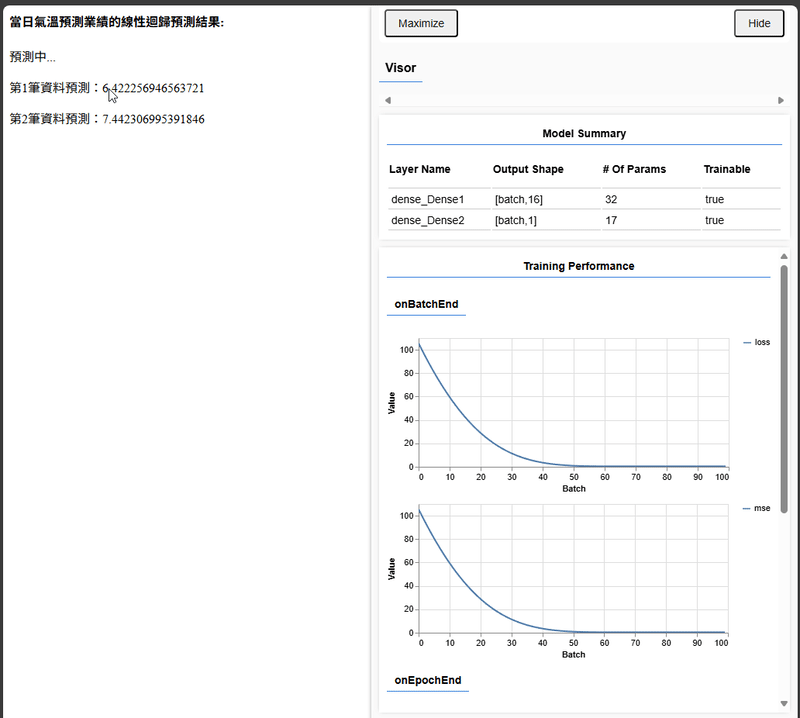 當日氣溫預測業績的線性迴歸預測結果:
預測中...
第1筆資料預測：6.422256946563721
第2筆資料預測：7.442306995391846
Maximize
Hide
Visor
Model Summary
Layer Name Output Shape # Of Params Trainable
dense_Dense1 [batch,16] 32 true
dense_Dense2 [batch,1] 17 true
Training Performance
onBatchEnd
loss
100
80
60
40
20
0
Value
0 10 20 30 40 50 60 70 80 90 100
Batch
mse
100
80
60
40
20
0
Value
0 10 20 30 40 50 60 70 80 90 100
Batch
onEpochEnd